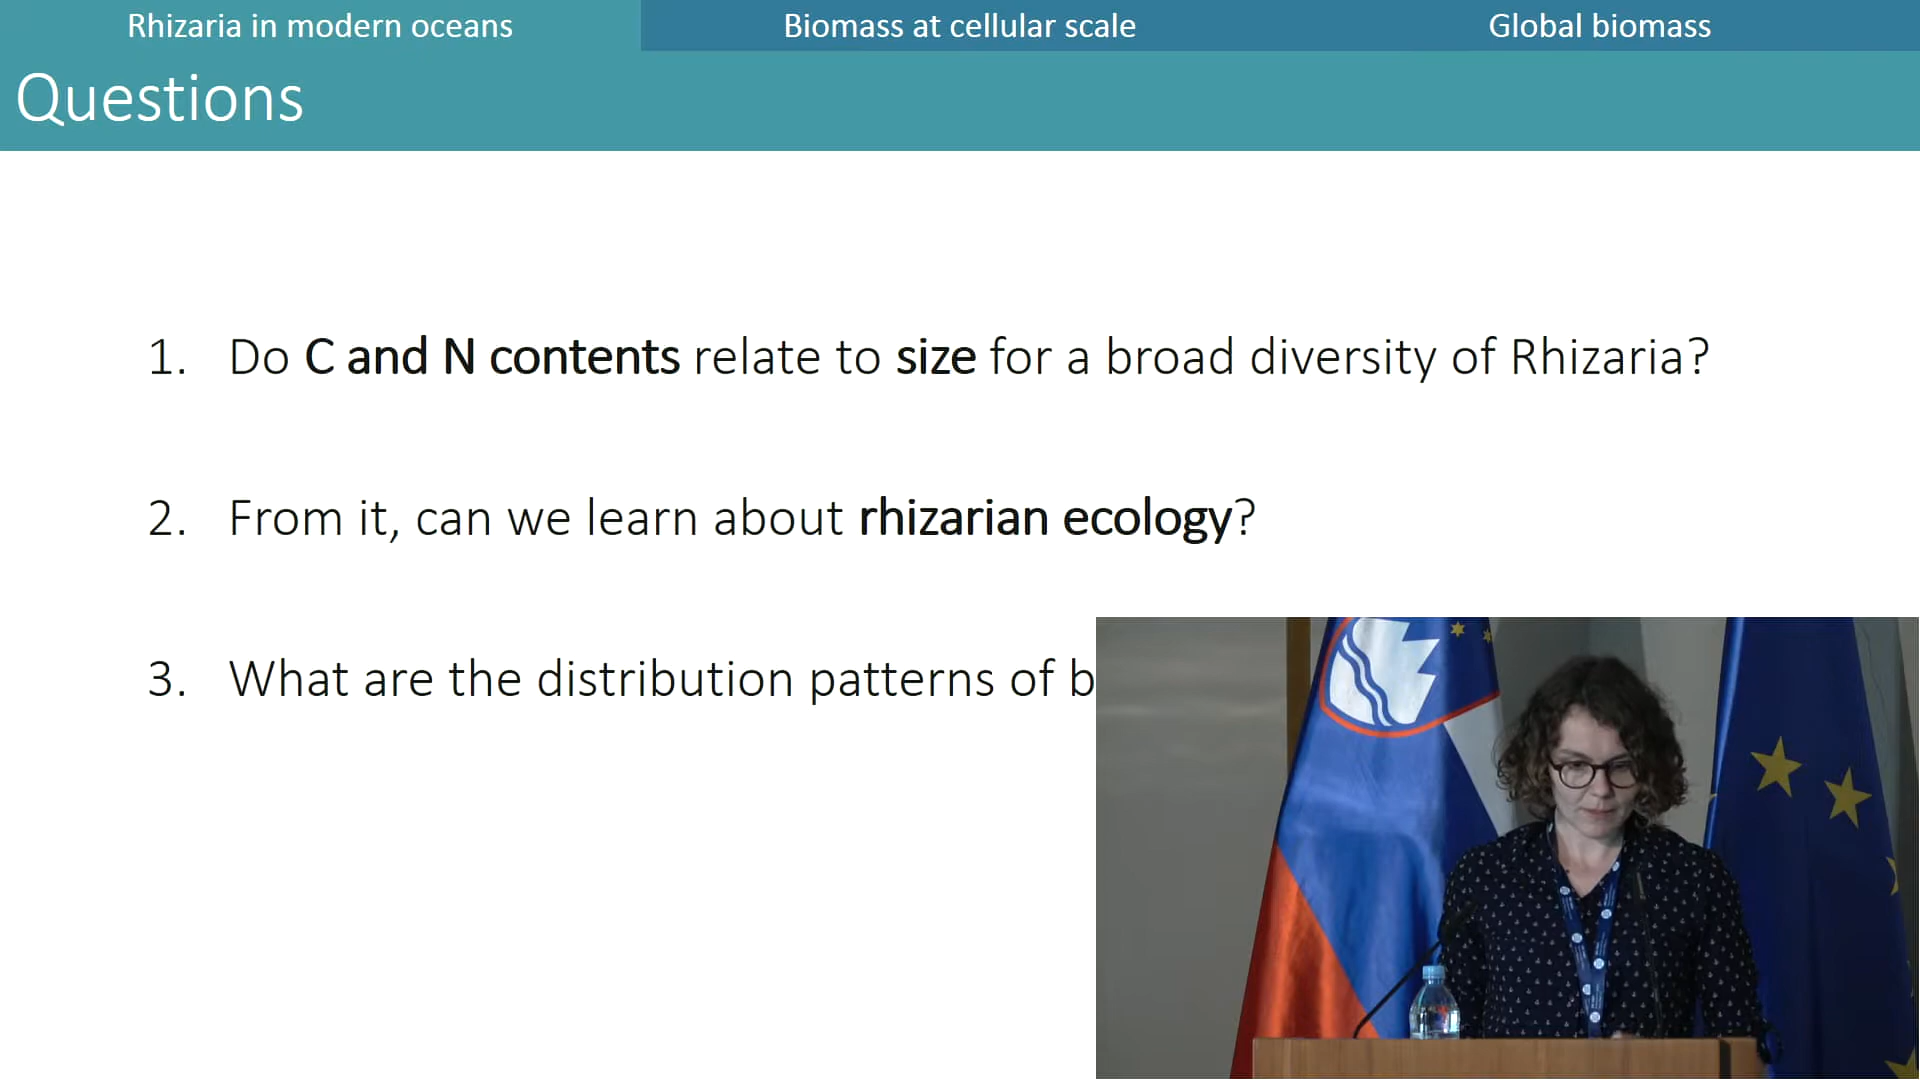 Rhizaria in modern oceans
Biomass at cellular scale
Global biomass
Questions
1. Do C and N contents relate to size for a broad diversity of Rhizaria?
2. From it, can we learn about rhizarian ecology?
3. What are the distribution patterns of b